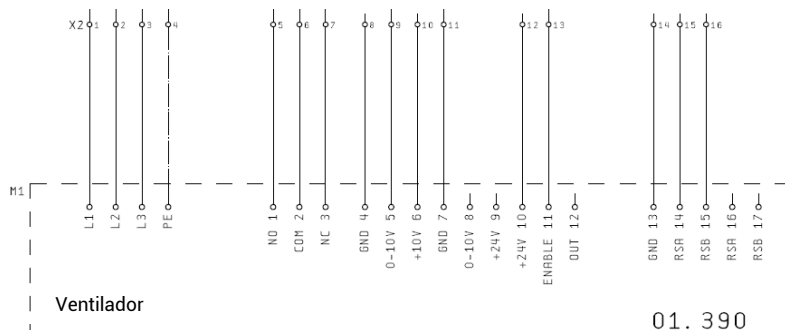 X2 1 2 3 4 5 6 7 8 9 10 11 12 13 14 15 16
M1
L1 L2 L3 PE NO 1 COM 2 NC 3 GND 4 0-10V 5 +10V 6 GND 7 0-10V 8 +24V 9 +24V 10 ENABLE 11 OUT 12 GND 13 RSA 14 RSB 15 RSA 16 RSB 17
Ventilador
01.390